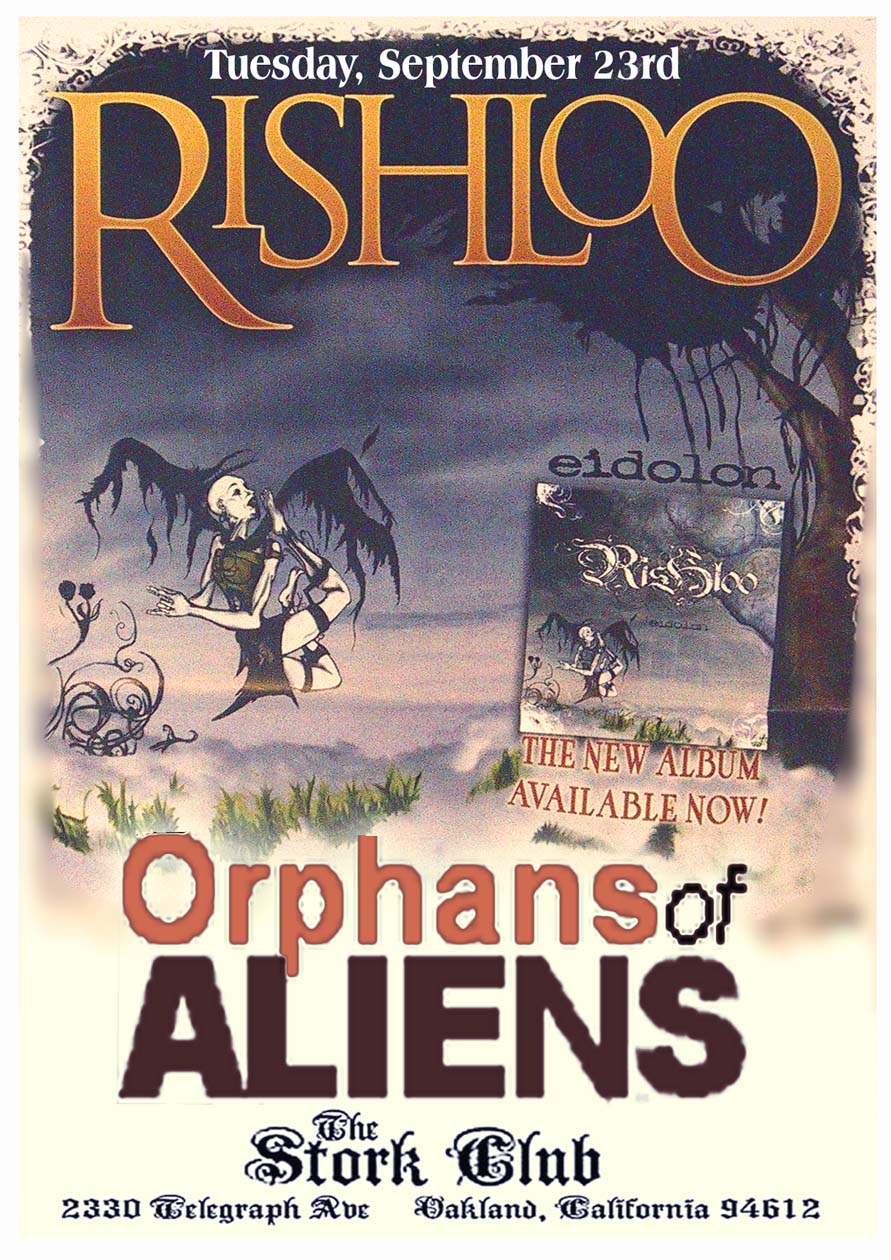 Tuesday, September 23rd
RISHLOO
eidolon
RisHloo
eidolon
THE NEW ALBUM
AVAILABLE NOW!
Orphans of
ALIENS
The
Stork Club
2330 Telegraph Ave Oakland, California 94612